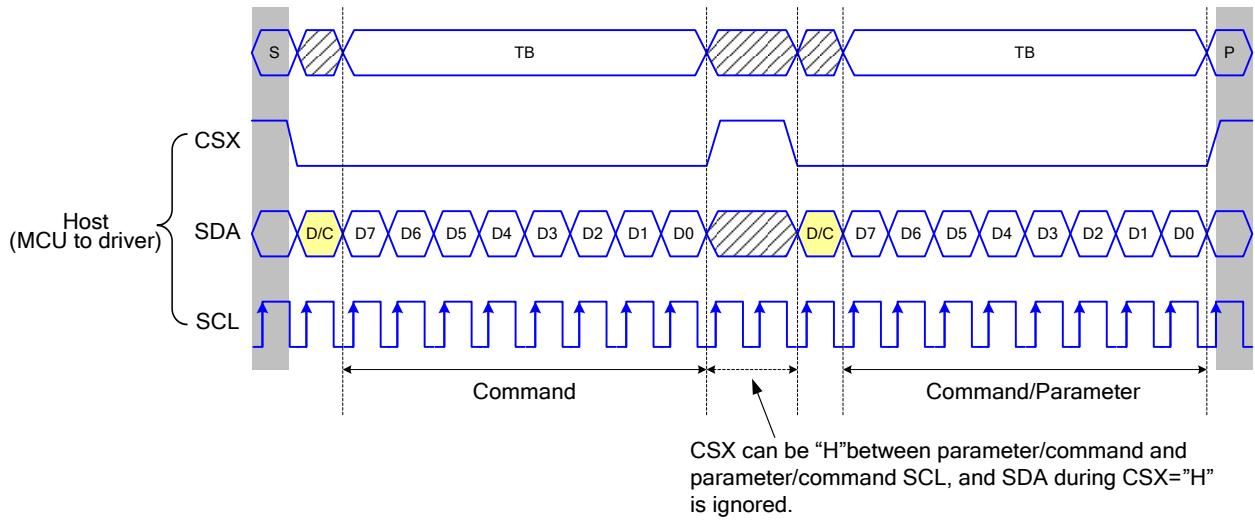 S TB TB P
CSX
Host
(MCU to driver)
SDA D/C D7 D6 D5 D4 D3 D2 D1 D0 D/C D7 D6 D5 D4 D3 D2 D1 D0
SCL
Command Command/Parameter
CSX can be “H”between parameter/command and
parameter/command SCL, and SDA during CSX=”H”
is ignored.